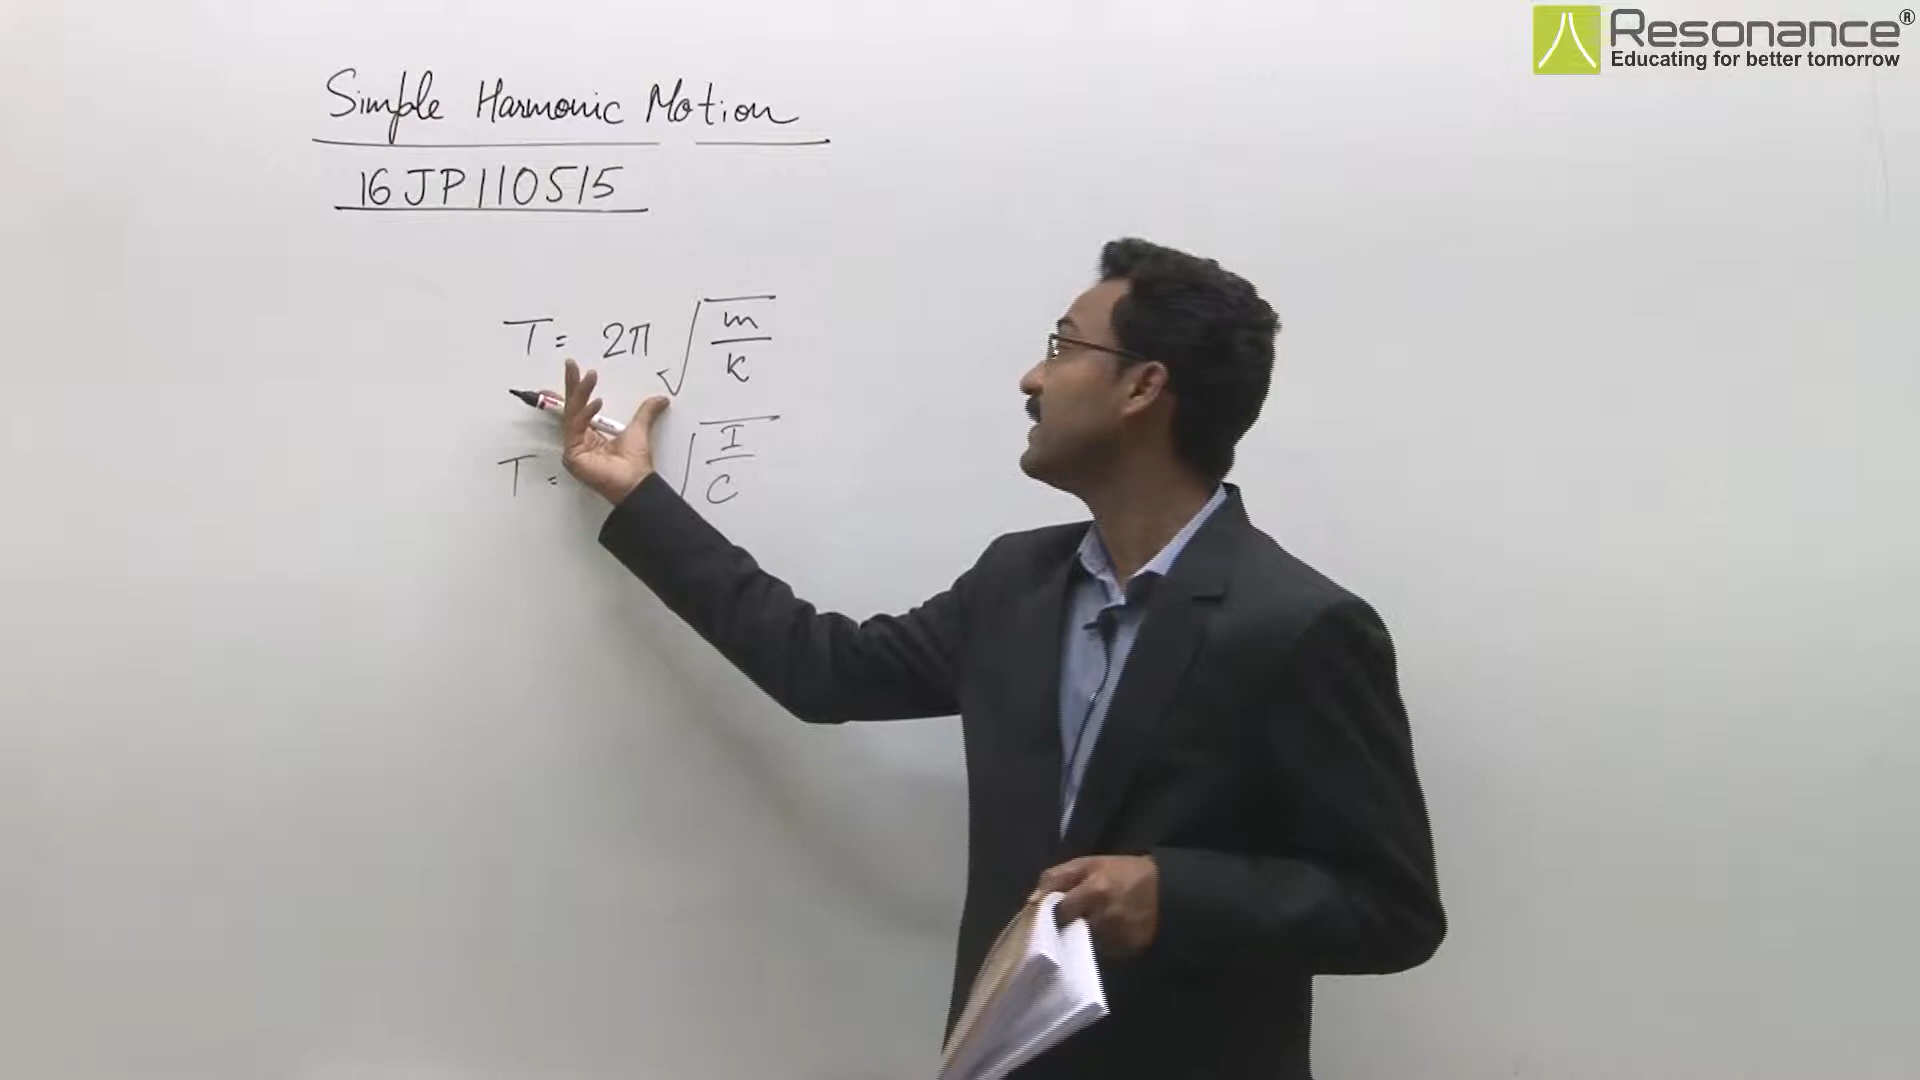 Resonance®
Educating for better tomorrow
Simple Harmonic Motion
16JP110515
T = 2π √(m/K)
T = √(I/C)